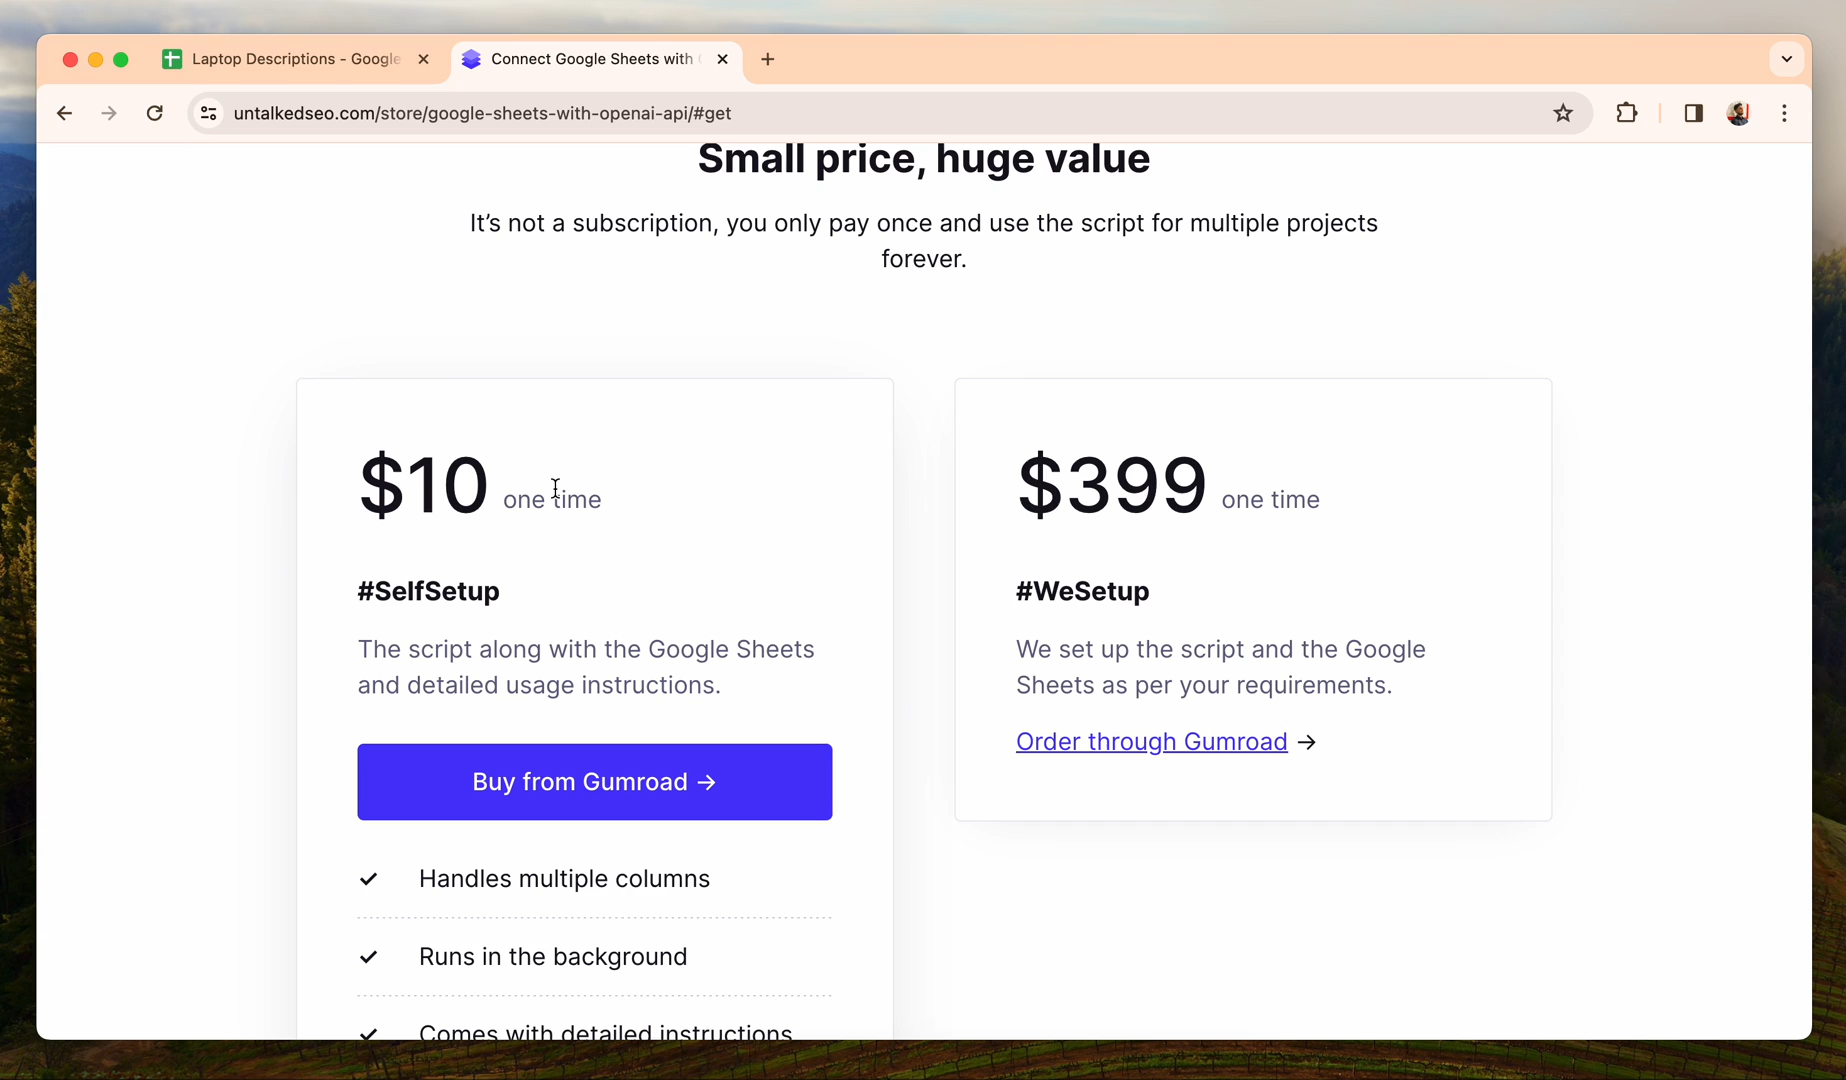 Laptop Descriptions - Google
Connect Google Sheets with
untalkedseo.com/store/google-sheets-with-openai-api/#get
Small price, huge value
It's not a subscription, you only pay once and use the script for multiple projects
forever.
$10 one time
#SelfSetup
The script along with the Google Sheets
and detailed usage instructions.
Buy from Gumroad →
✓ Handles multiple columns
✓ Runs in the background
✓ Comes with detailed instructions
$399 one time
#WeSetup
We set up the script and the Google
Sheets as per your requirements.
Order through Gumroad →